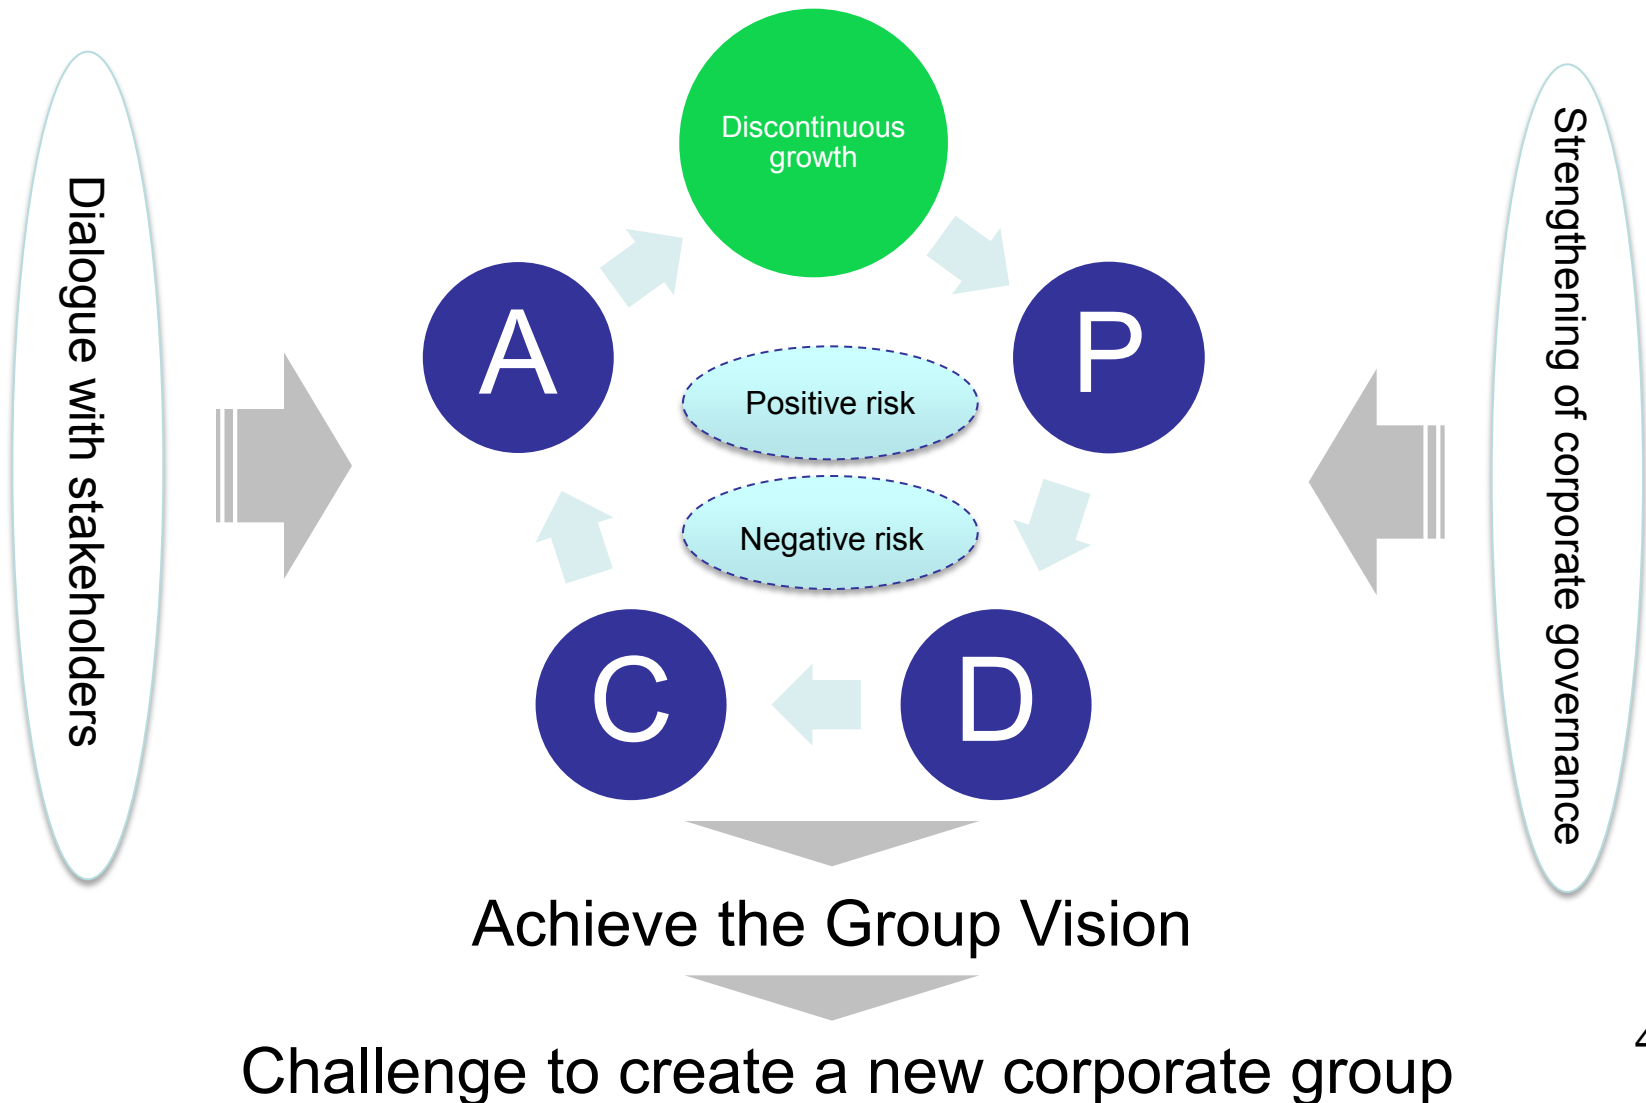 Discontinuous
growth
A
P
Positive risk
Negative risk
C
D
Dialogue with stakeholders
Strengthening of corporate governance
Achieve the Group Vision
Challenge to create a new corporate group